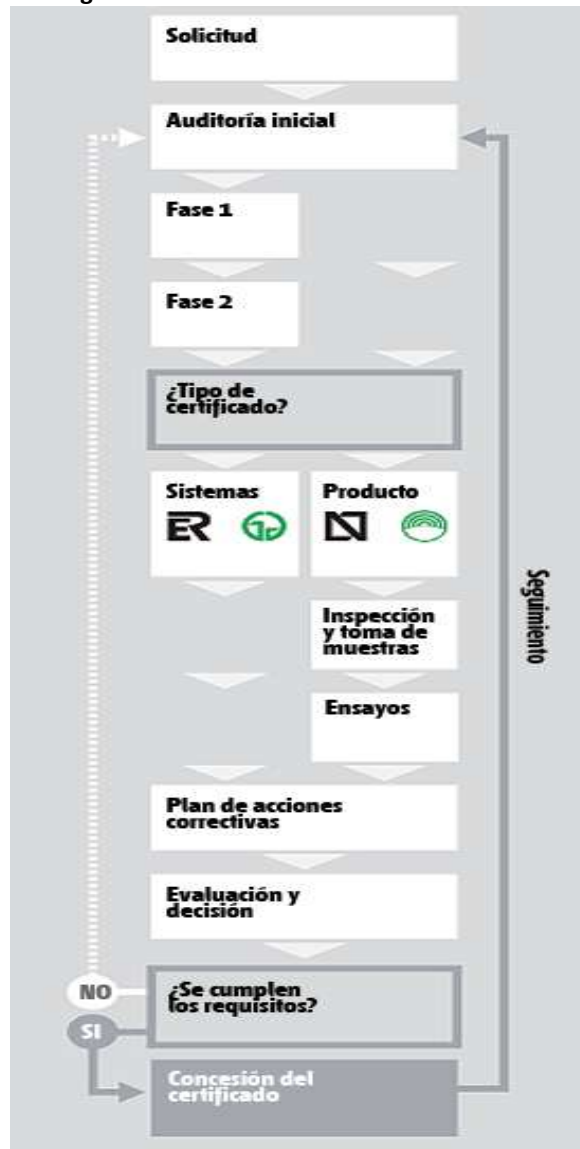 Solicitud
Auditoría inicial
Fase 1
Fase 2
¿Tipo de
certificado?
Sistemas
Producto
ER
N
Inspección
y toma de
muestras
Ensayos
Plan de acciones
correctivas
Evaluación y
decisión
NO
¿Se cumplen
los requisitos?
SI
Concesión del
certificado
Seguimiento